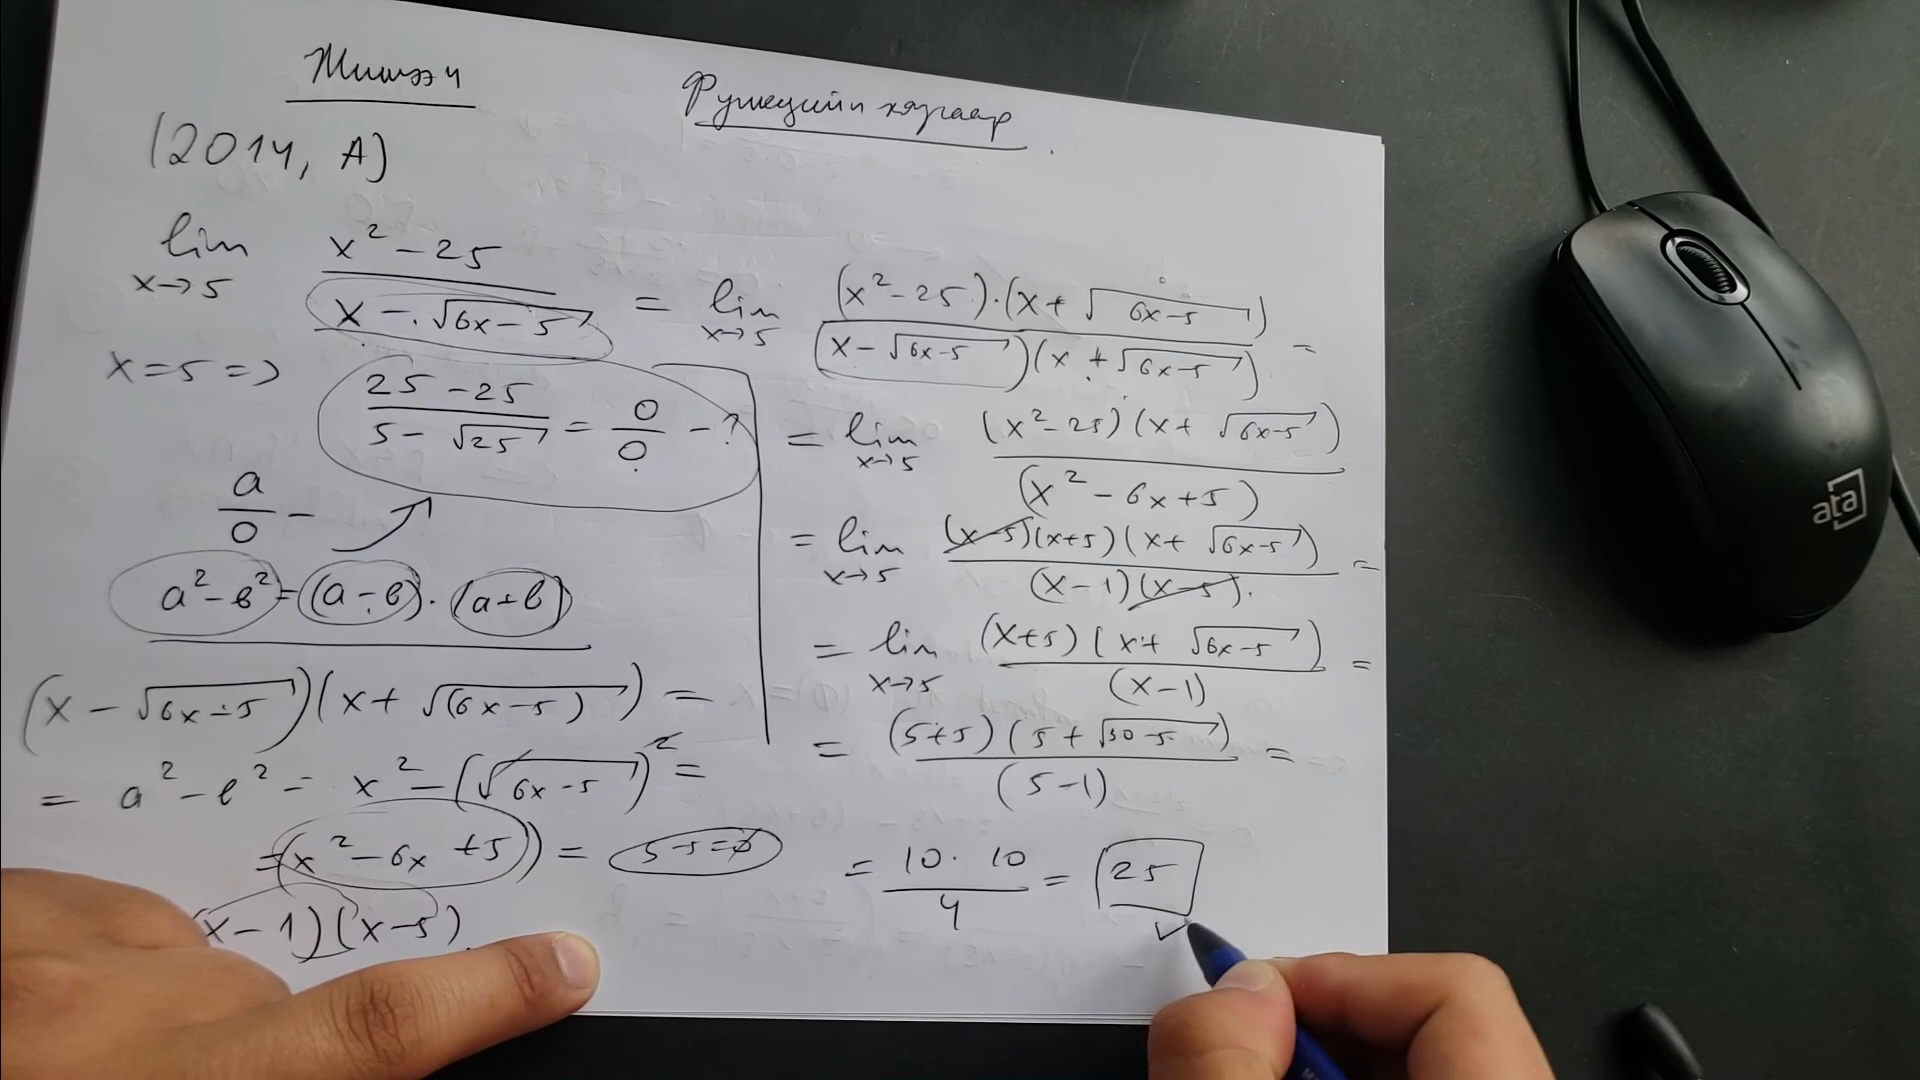 Жишээ 4
Функцийн хязгаар.
(2014, A)
lim x→5 (x² - 25) / (x - √(6x-5)) = lim x→5 (x²-25)·(x+√(6x-5)) / (x-√(6x-5))(x+√(6x-5)) =
x=5 => (25-25) / (5-√25) = 0/0 - ?
a/0 -
a²-b² = (a-b)·(a+b)
(x-√(6x-5))(x+√(6x-5)) =
= a²-b² = x²-(√(6x-5))² =
=(x²-6x+5)) = 5-5=0
(x-1)(x-5)
= lim x→5 (x²-25)(x+√(6x-5)) / (x²-6x+5)
= lim x→5 (x-5)(x+5)(x+√(6x-5)) / (x-1)(x-5). =
= lim x→5 (x+5)(x+√(6x-5)) / (x-1) =
= (5+5)(5+√(30-5)) / (5-1) =
= 10·10 / 4 = 25
ata